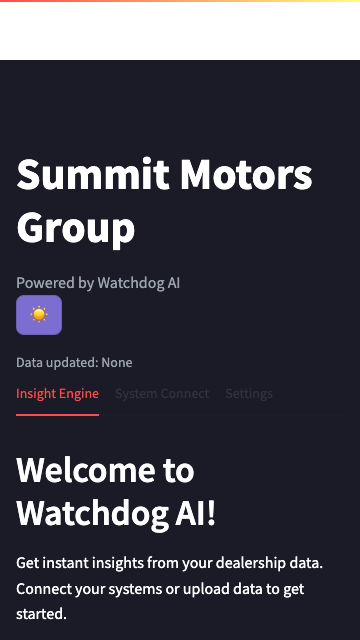 Summit Motors
Group
Powered by Watchdog AI
Data updated: None
Insight Engine System Connect Settings
Welcome to
Watchdog AI!
Get instant insights from your dealership data.
Connect your systems or upload data to get
started.